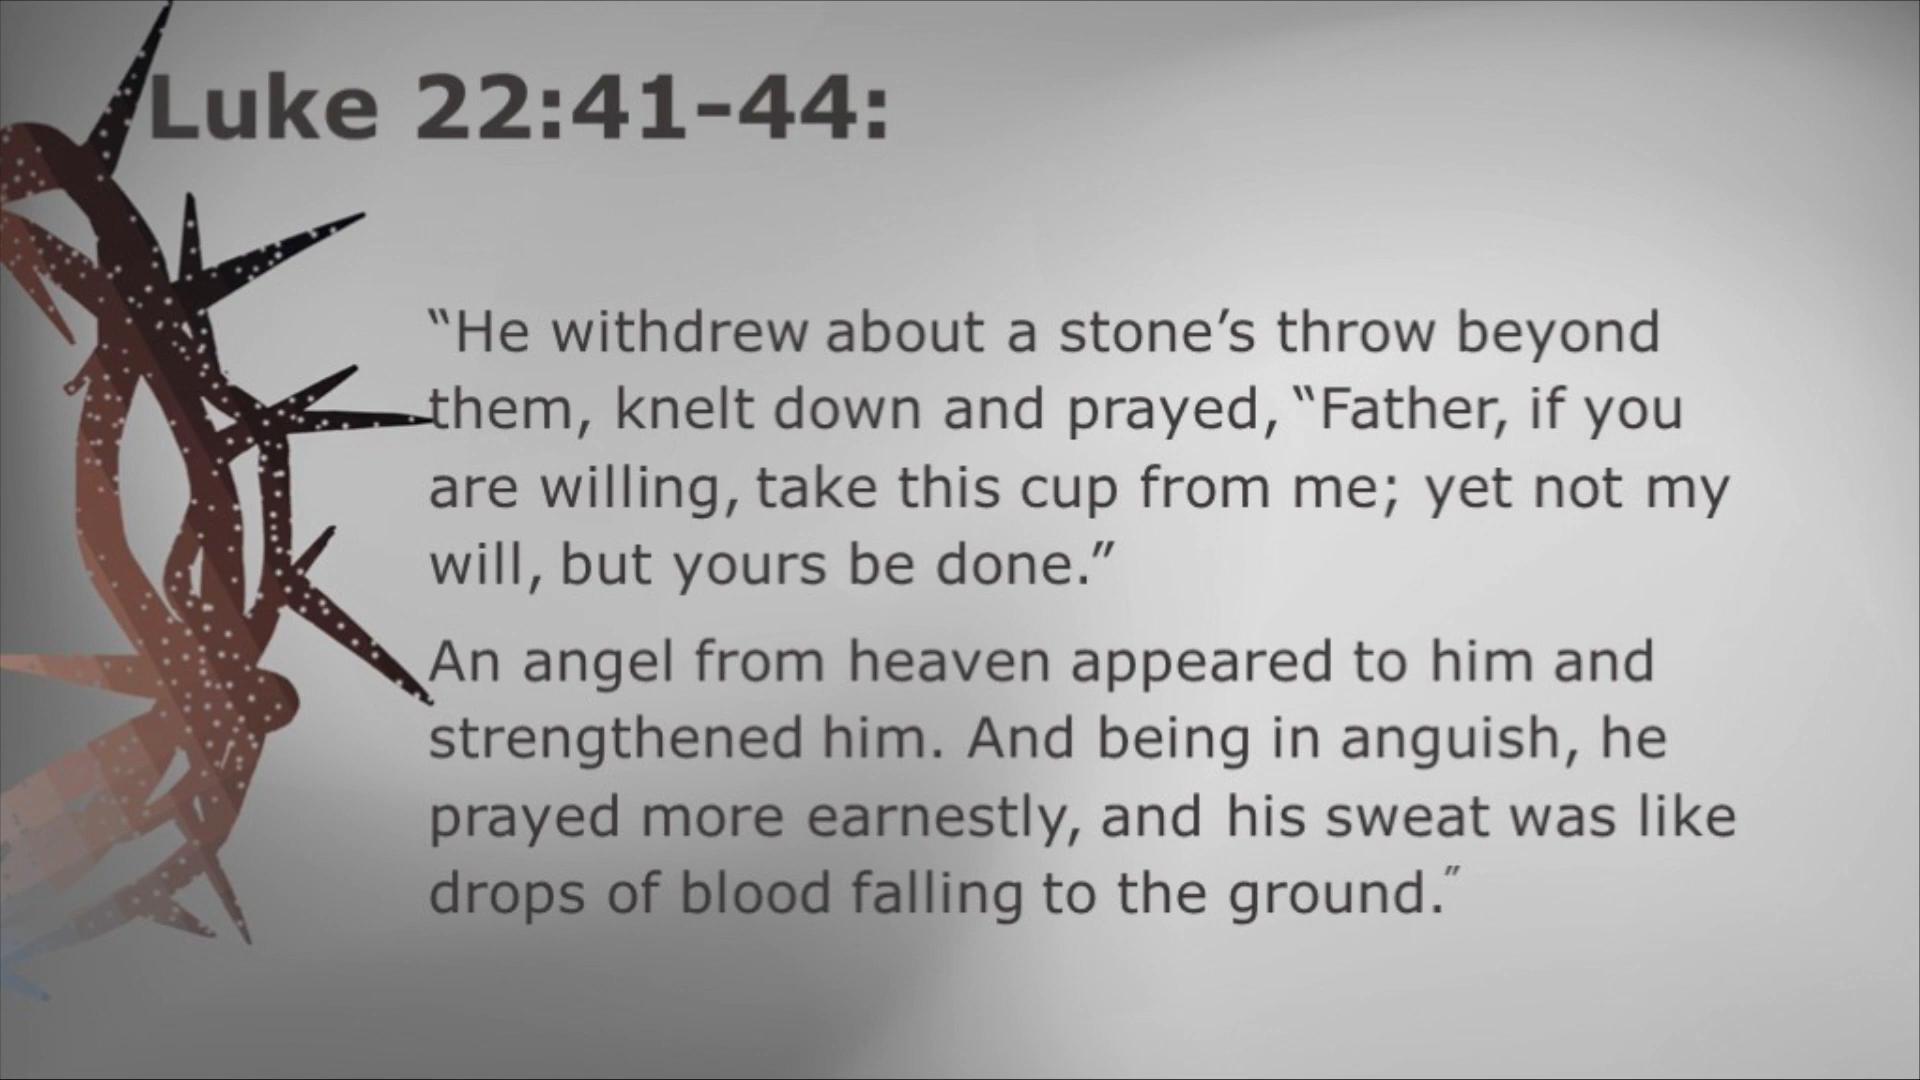 Luke 22:41-44:
“He withdrew about a stone’s throw beyond
them, knelt down and prayed, “Father, if you
are willing, take this cup from me; yet not my
will, but yours be done.”
An angel from heaven appeared to him and
strengthened him. And being in anguish, he
prayed more earnestly, and his sweat was like
drops of blood falling to the ground.”